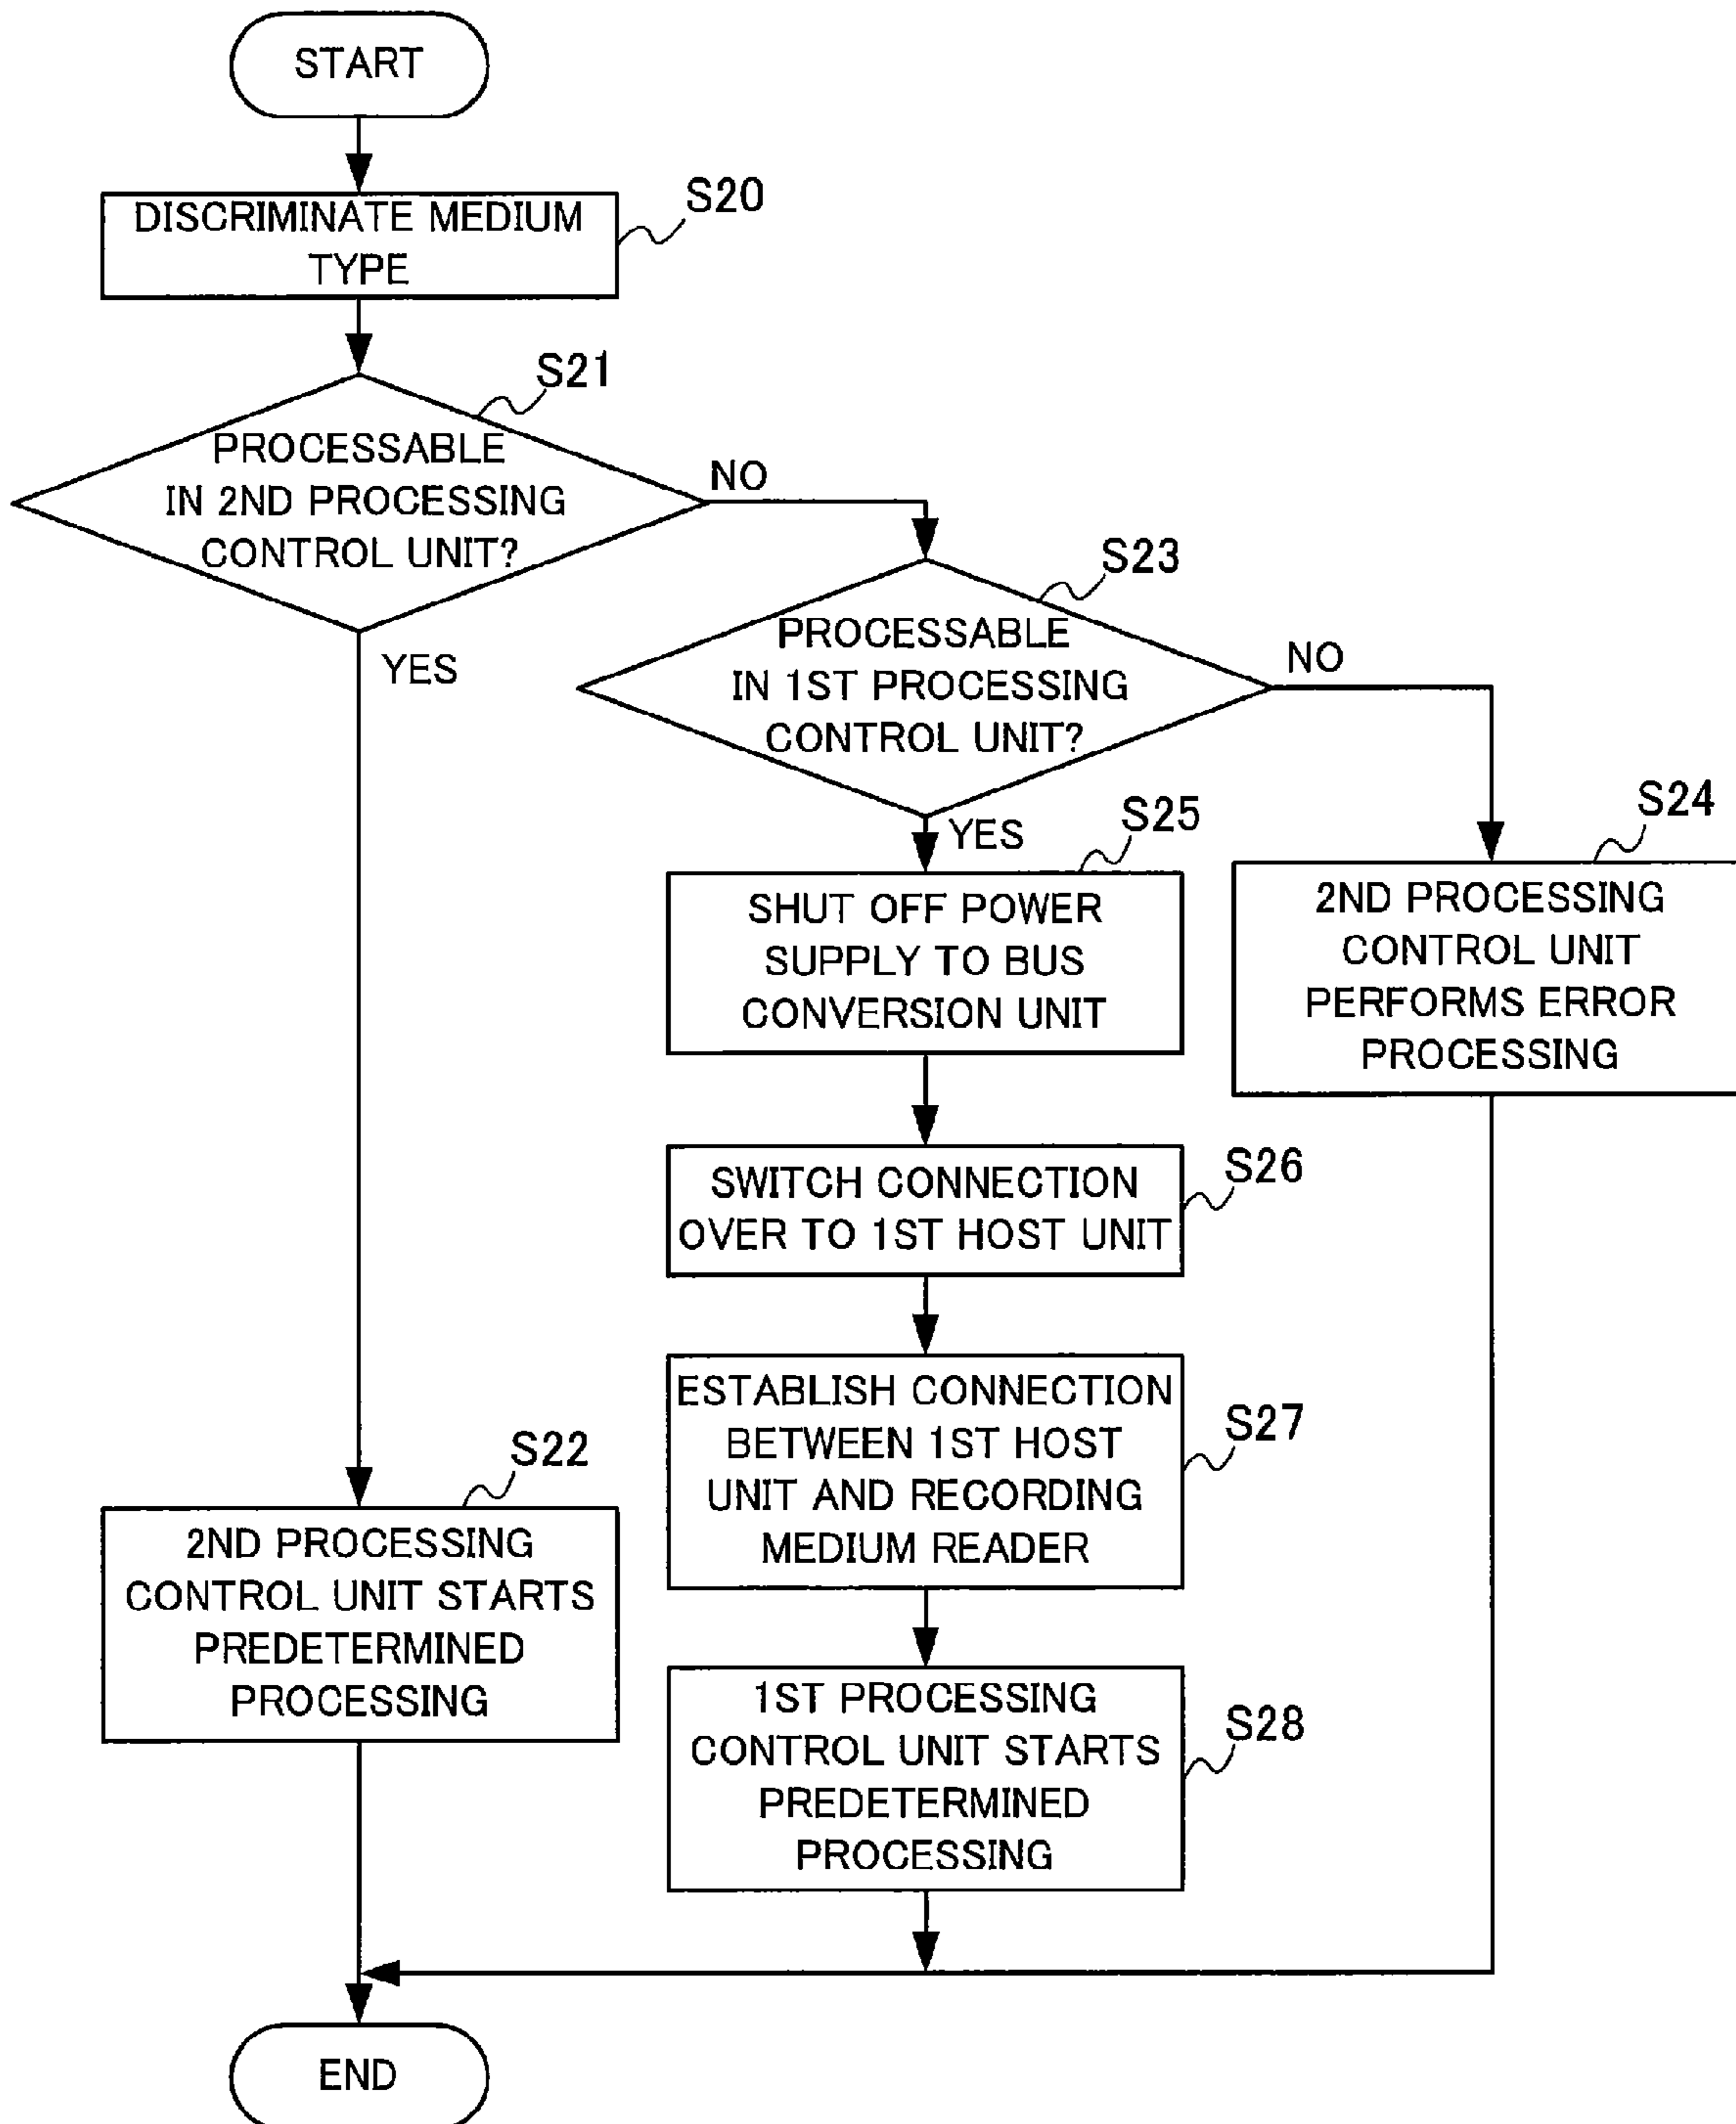 START
S20
DISCRIMINATE MEDIUM
TYPE
S21
PROCESSABLE
IN 2ND PROCESSING
CONTROL UNIT?
NO
YES
S23
PROCESSABLE
IN 1ST PROCESSING
CONTROL UNIT?
NO
YES
S25
SHUT OFF POWER
SUPPLY TO BUS
CONVERSION UNIT
S24
2ND PROCESSING
CONTROL UNIT
PERFORMS ERROR
PROCESSING
S26
SWITCH CONNECTION
OVER TO 1ST HOST UNIT
S27
ESTABLISH CONNECTION
BETWEEN 1ST HOST
UNIT AND RECORDING
MEDIUM READER
S22
2ND PROCESSING
CONTROL UNIT STARTS
PREDETERMINED
PROCESSING
S28
1ST PROCESSING
CONTROL UNIT STARTS
PREDETERMINED
PROCESSING
END